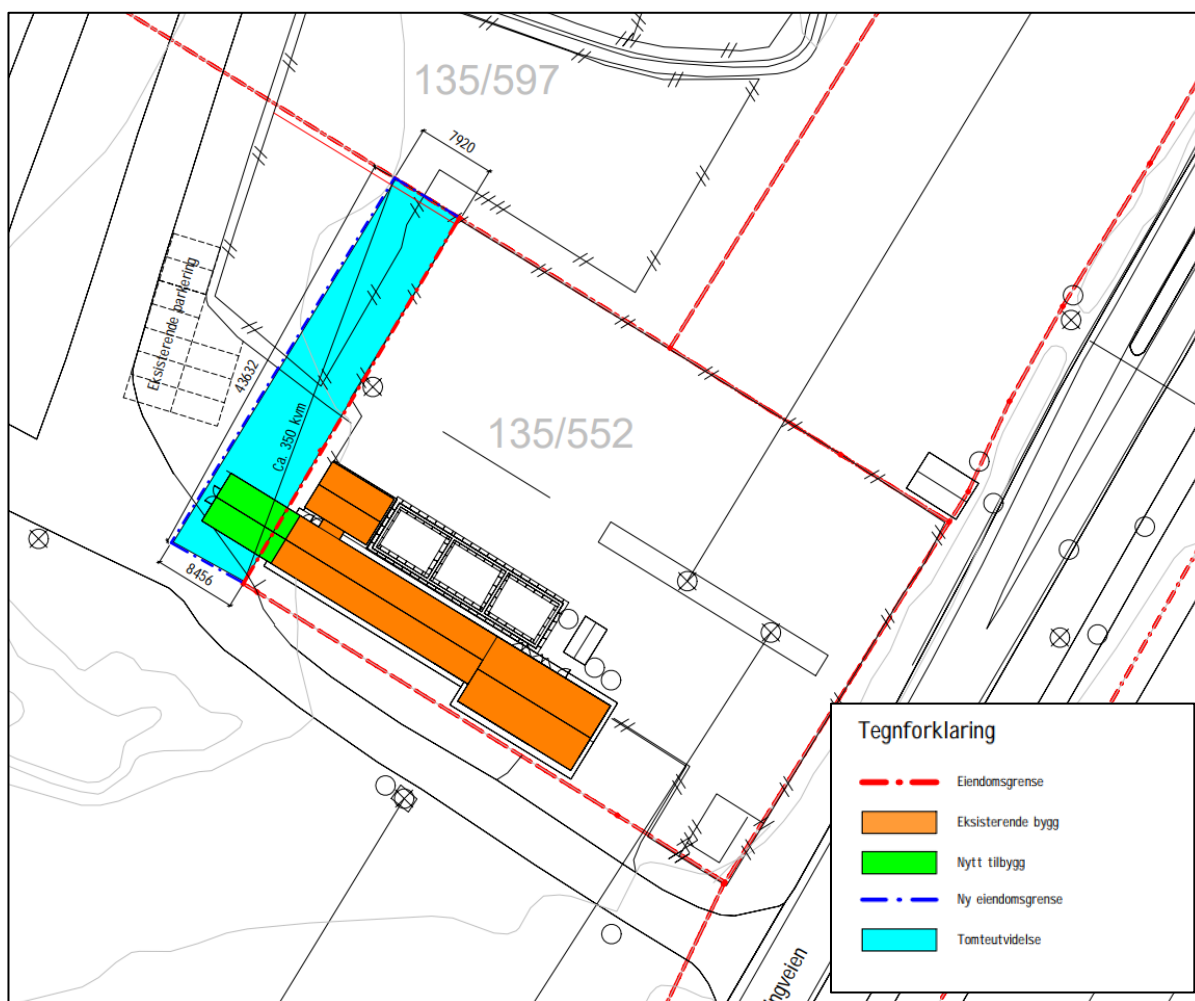 135/597
7920
Eksisterende parkering
43632
Ca. 350 kvm
135/552
8456
Tegnforklaring
Eiendomsgrense
Eksisterende bygg
Nytt tilbygg
Ny eiendomsgrense
Tomteutvidelse
ingveien